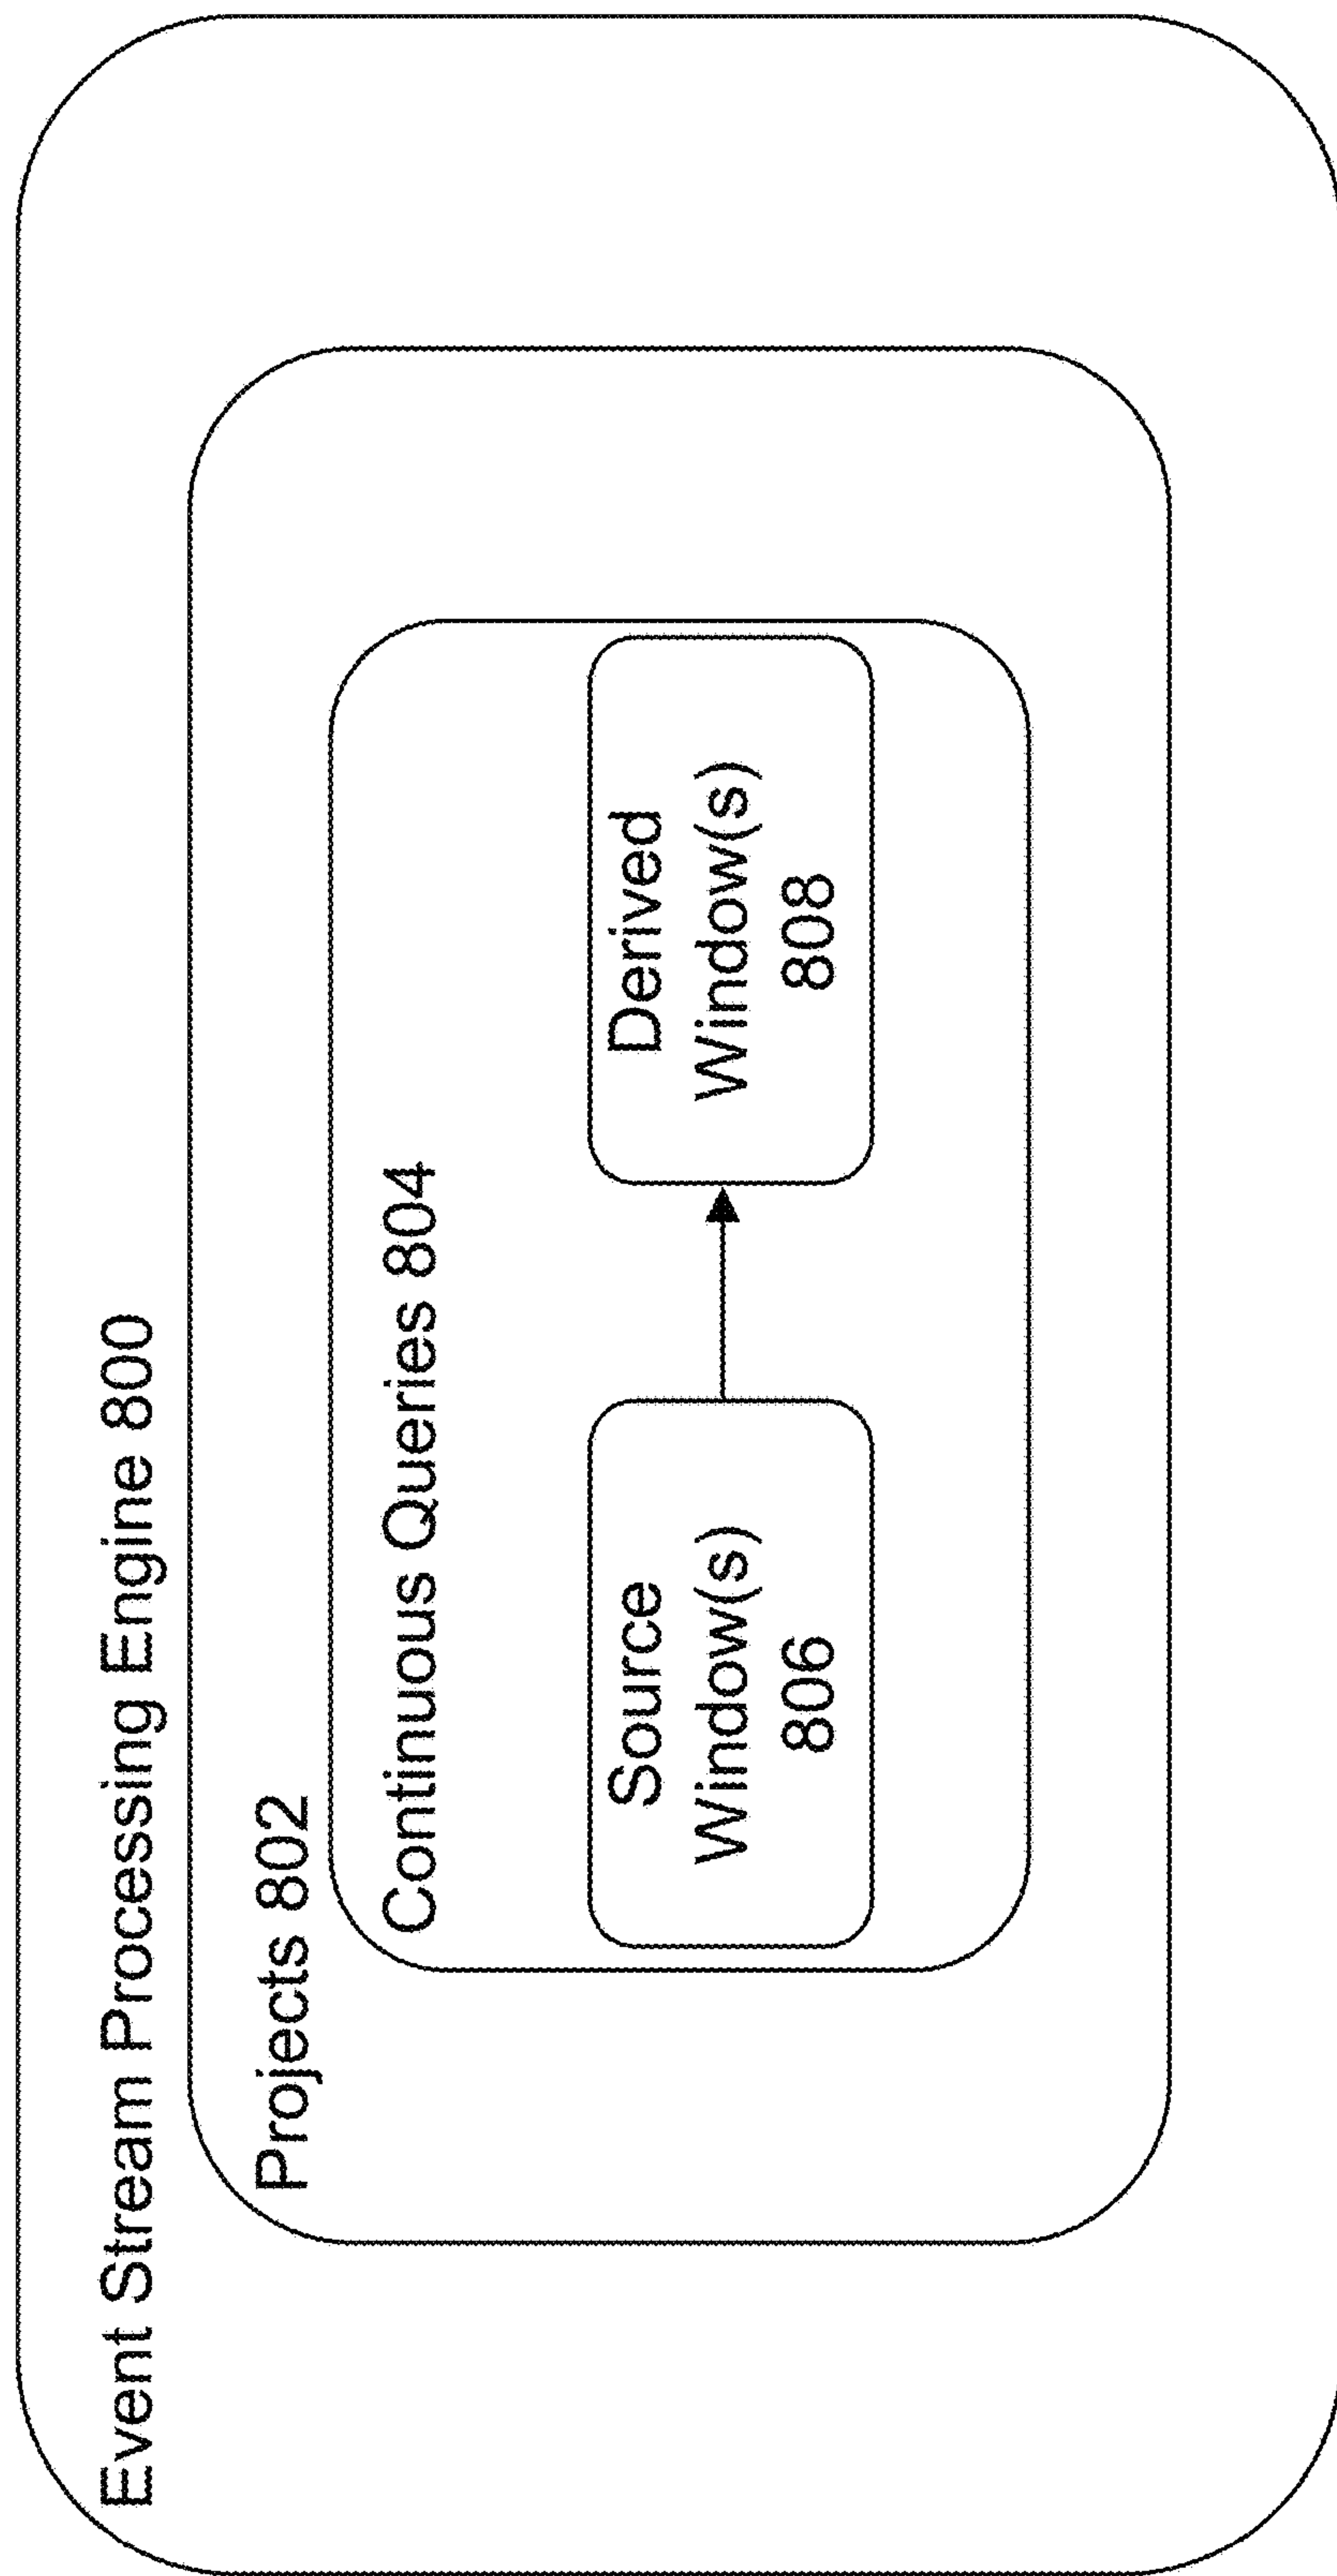 Event Stream Processing Engine 800
Projects 802
Continuous Queries 804
Source
Window(s)
806
Derived
Window(s)
808